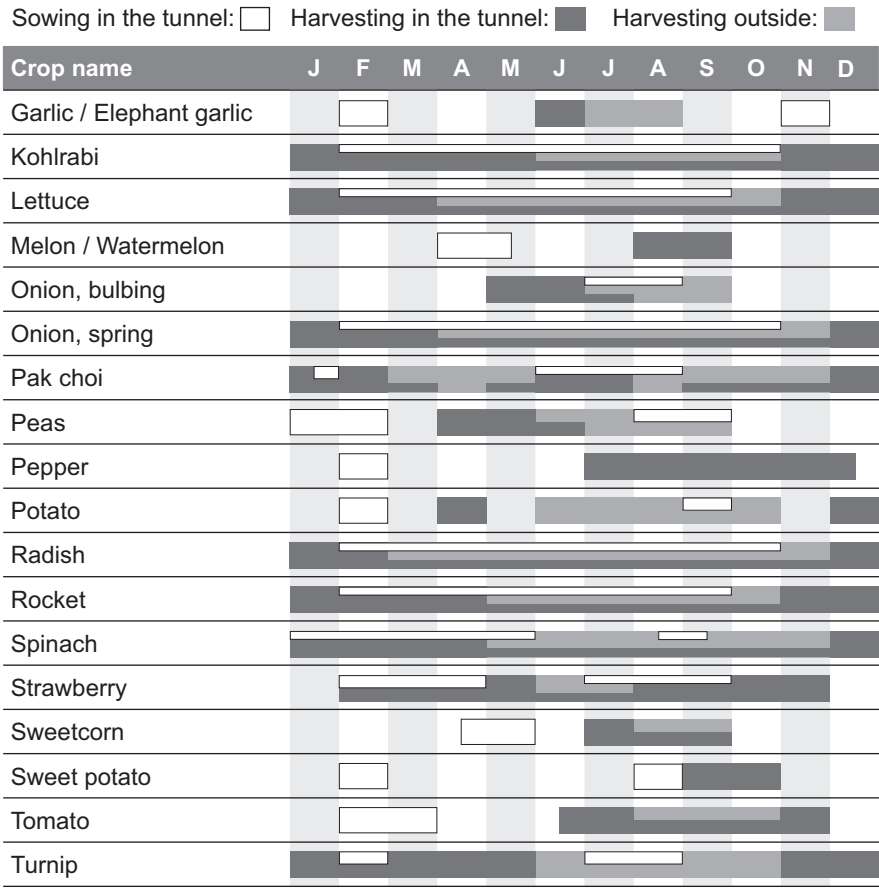 Sowing in the tunnel: Harvesting in the tunnel: Harvesting outside:
Crop name J F M A M J J A S O N D
Garlic / Elephant garlic
Kohlrabi
Lettuce
Melon / Watermelon
Onion, bulbing
Onion, spring
Pak choi
Peas
Pepper
Potato
Radish
Rocket
Spinach
Strawberry
Sweetcorn
Sweet potato
Tomato
Turnip